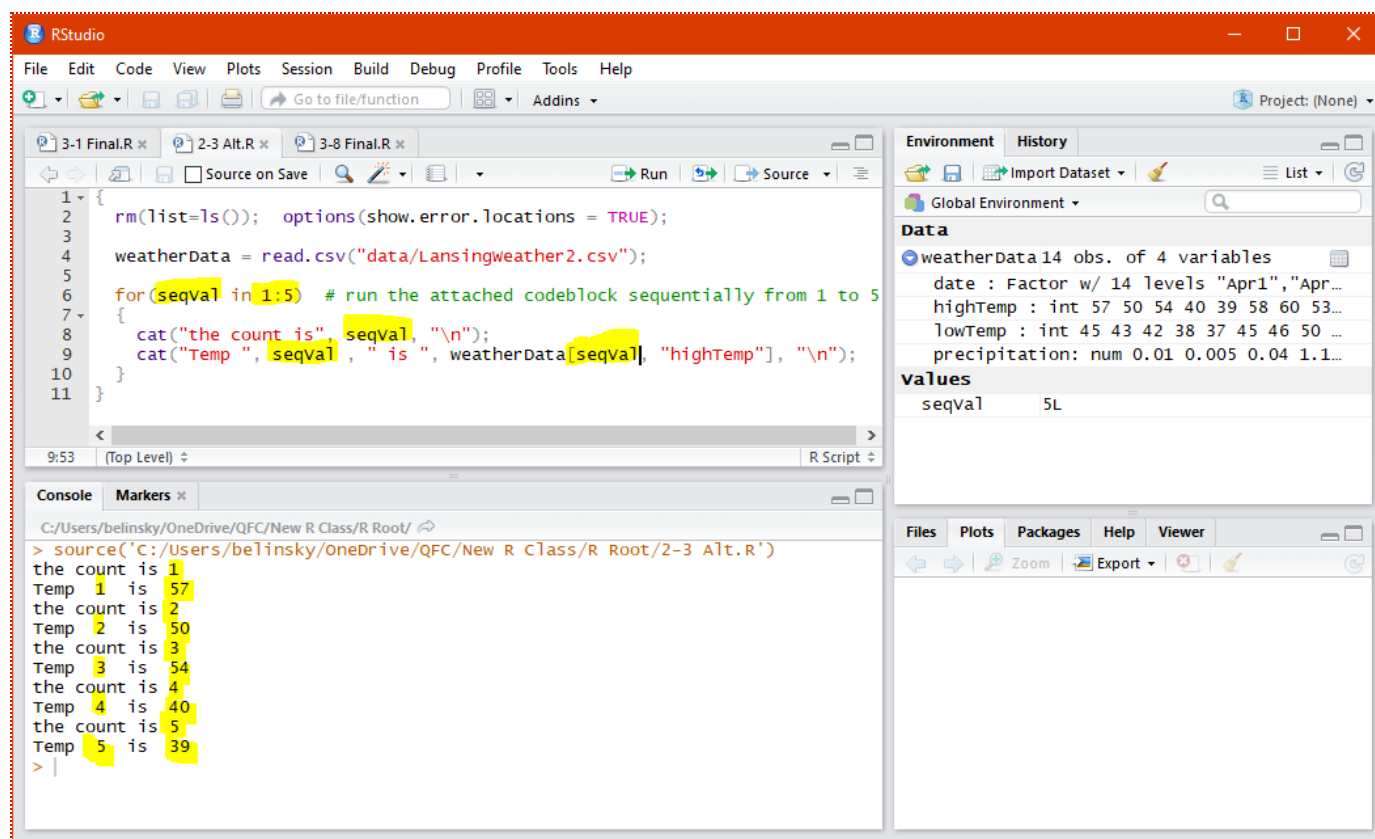 RStudio
File Edit Code View Plots Session Build Debug Profile Tools Help
Go to file/function Addins Project: (None)
3-1 Final.R 2-3 Alt.R 3-8 Final.R
Source on Save Run Source
1 {
2 rm(list=ls()); options(show.error.locations = TRUE);
3
4 weatherData = read.csv("data/LansingWeather2.csv");
5
6 for(seqVal in 1:5) # run the attached codeblock sequentially from 1 to 5
7 {
8 cat("the count is", seqVal, "\n");
9 cat("Temp ", seqVal , " is ", weatherData[seqVal, "highTemp"], "\n");
10 }
11 }
9:53 (Top Level) R Script
Console Markers
C:/Users/belinsky/OneDrive/QFC/New R Class/R Root/
> source('C:/Users/belinsky/OneDrive/QFC/New R Class/R Root/2-3 Alt.R')
the count is 1
Temp 1 is 57
the count is 2
Temp 2 is 50
the count is 3
Temp 3 is 54
the count is 4
Temp 4 is 40
the count is 5
Temp 5 is 39
>
Environment History
Import Dataset List
Global Environment
Data
weatherData 14 obs. of 4 variables
date : Factor w/ 14 levels "Apr1","Apr…
highTemp : int 57 50 54 40 39 58 60 53…
lowTemp : int 45 43 42 38 37 45 46 50 …
precipitation: num 0.01 0.005 0.04 1.1…
Values
seqVal 5L
Files Plots Packages Help Viewer
Zoom Export